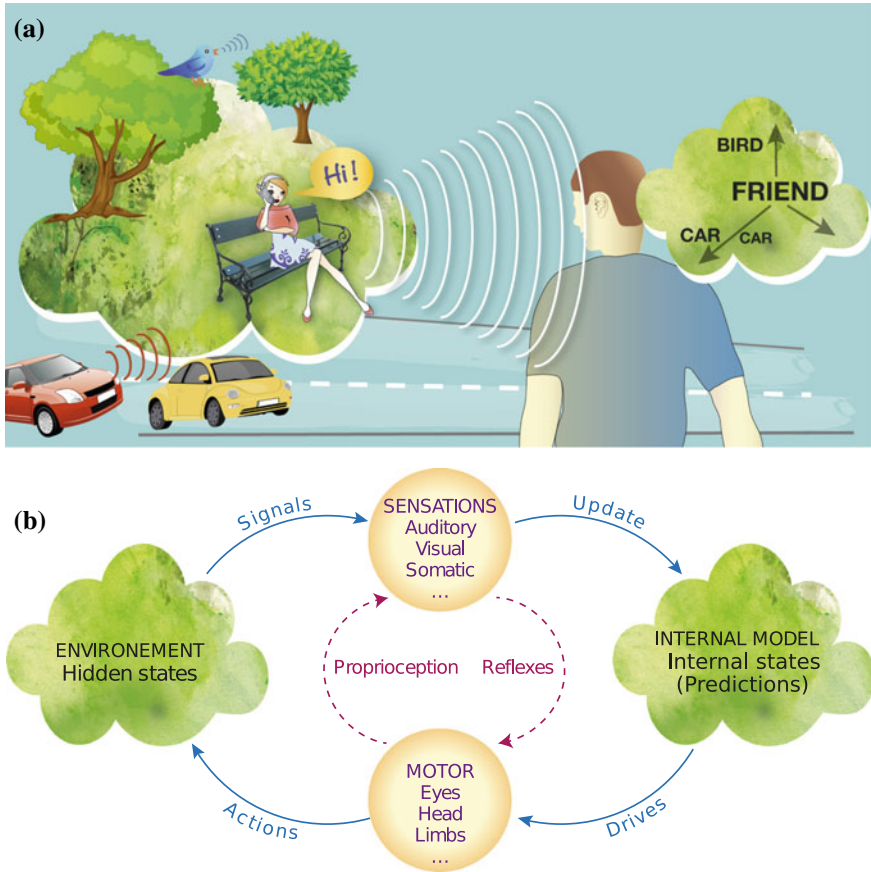 (a)
Hi!
BIRD
FRIEND
CAR
CAR
(b)
Signals
SENSATIONS
Auditory
Visual
Somatic
...
Update
ENVIRONEMENT
Hidden states
Proprioception
Reflexes
INTERNAL MODEL
Internal states
(Predictions)
Actions
MOTOR
Eyes
Head
Limbs
...
Drives